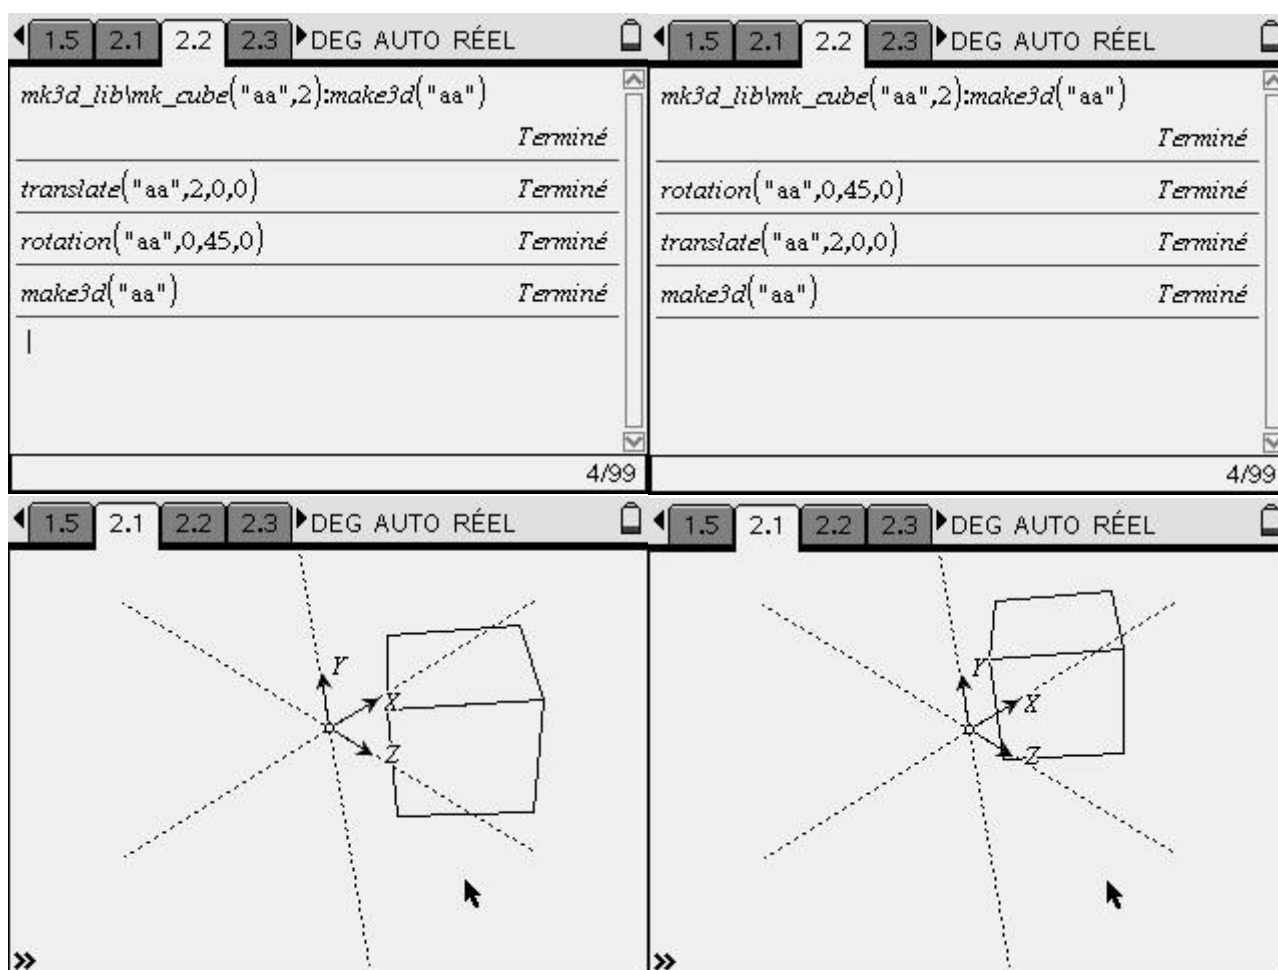 1.5 2.1 2.2 2.3 DEG AUTO RÉEL
mk3d_lib\mk_cube("aa",2):make3d("aa")
Terminé
translate("aa",2,0,0) Terminé
rotation("aa",0,45,0) Terminé
make3d("aa") Terminé
4/99
1.5 2.1 2.2 2.3 DEG AUTO RÉEL
mk3d_lib\mk_cube("aa",2):make3d("aa")
Terminé
rotation("aa",0,45,0) Terminé
translate("aa",2,0,0) Terminé
make3d("aa") Terminé
4/99
1.5 2.1 2.2 2.3 DEG AUTO RÉEL
Y
X
Z
1.5 2.1 2.2 2.3 DEG AUTO RÉEL
Y
X
Z